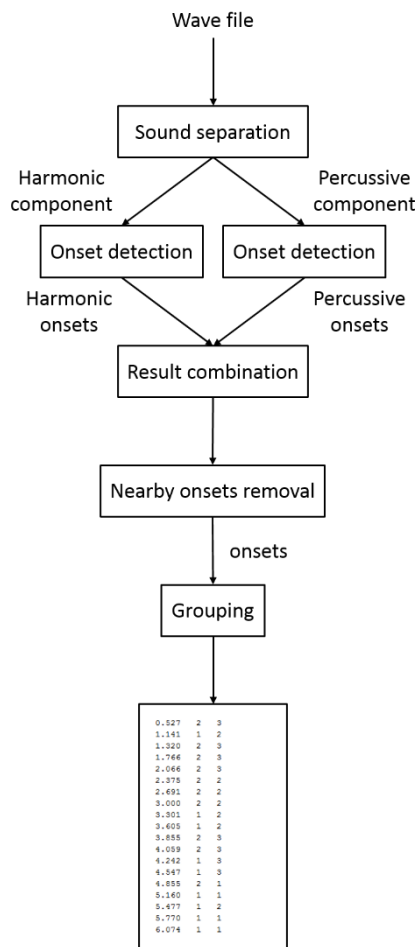 Wave file
Sound separation
Harmonic
component
Percussive
component
Onset detection
Onset detection
Harmonic
onsets
Percussive
onsets
Result combination
Nearby onsets removal
onsets
Grouping
0.527 2 3
1.141 1 2
1.320 2 3
1.766 2 3
2.066 2 3
2.375 2 2
2.691 2 2
3.000 2 2
3.301 1 2
3.605 1 2
3.855 2 3
4.059 2 3
4.242 1 3
4.547 1 3
4.855 2 1
5.160 1 1
5.477 1 2
5.770 1 1
6.074 1 1